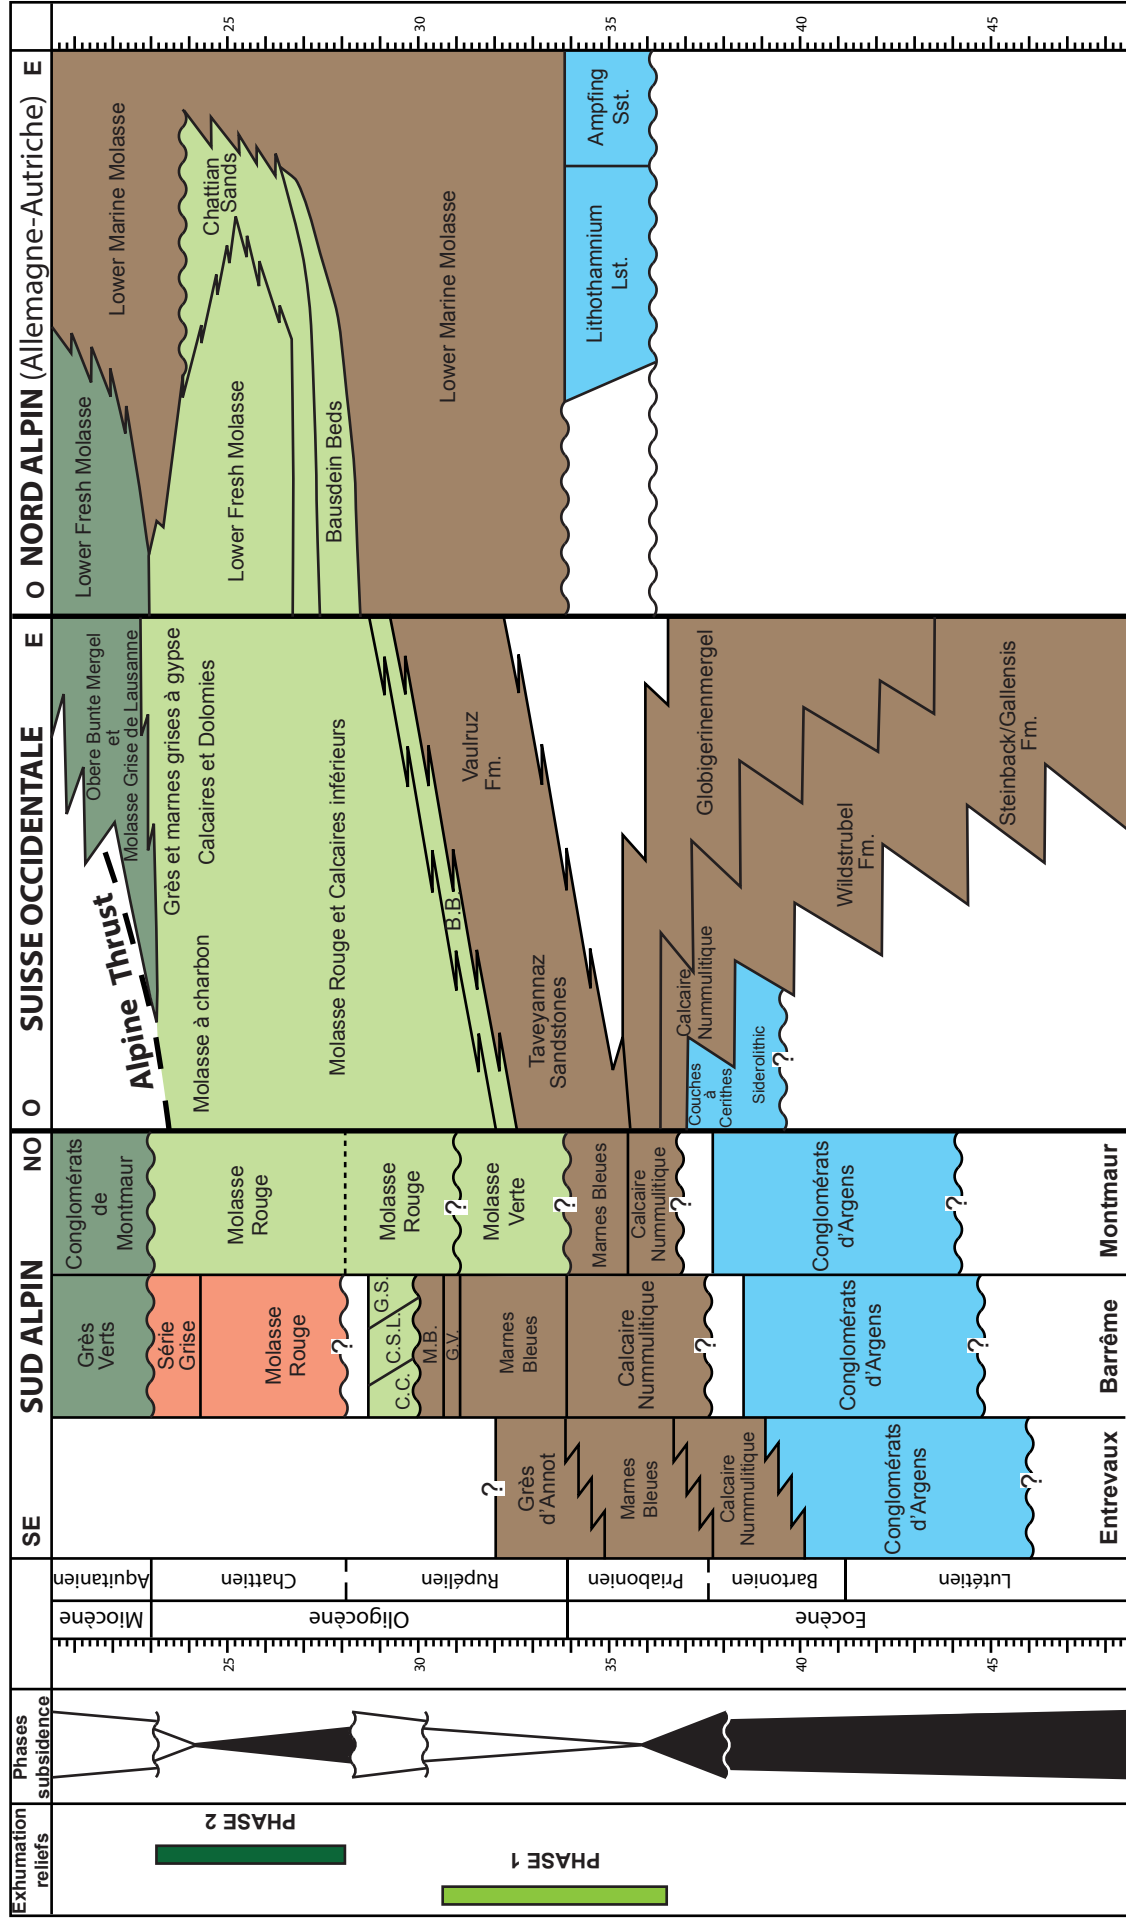 Exhumation
reliefs
Phases
subsidence
PHASE 2
PHASE 1
25
30
35
40
45
Miocène
Oligocène
Eocène
Aquitanien
Chattien
Rupélien
Priabonien
Bartonien
Lutétien
SE
SUD ALPIN
NO
?
Grès
d'Annot
Marnes
Bleues
Calcaire
Nummulitique
Conglomérats
d'Argens
?
Entrevaux
Grès
Verts
Série
Grise
Molasse
Rouge
?
C.C.
C.S.L.
G.S.
M.B.
G.V.
Marnes
Bleues
Calcaire
Nummulitique
?
Conglomérats
d'Argens
?
Barrême
Conglomérats
de
Montmaur
Molasse
Rouge
Molasse
Rouge
?
Molasse
Verte
?
Marnes Bleues
Calcaire
Nummulitique
?
Conglomérats
d'Argens
?
Montmaur
O
SUISSE OCCIDENTALE
E
Alpine Thrust
Obere Bunte Mergel
et
Molasse Grise de Lausanne
Grès et marnes grises à gypse
Molasse à charbon
Calcaires et Dolomies
Molasse Rouge et Calcaires inférieurs
B.B.
Vaulruz
Fm.
Taveyannaz
Sandstones
Globigerinenmergel
Calcaire
Nummulitique
Couches
à
Cerithes
Siderolithic
?
Wildstrubel
Fm.
Steinback/Gallensis
Fm.
O
NORD ALPIN (Allemagne-Autriche)
E
Lower Fresh Molasse
Lower Marine Molasse
Chattian
Sands
Lower Fresh Molasse
Bausdein Beds
Lower Marine Molasse
Lithothamnium
Lst.
Ampfing
Sst.
25
30
35
40
45